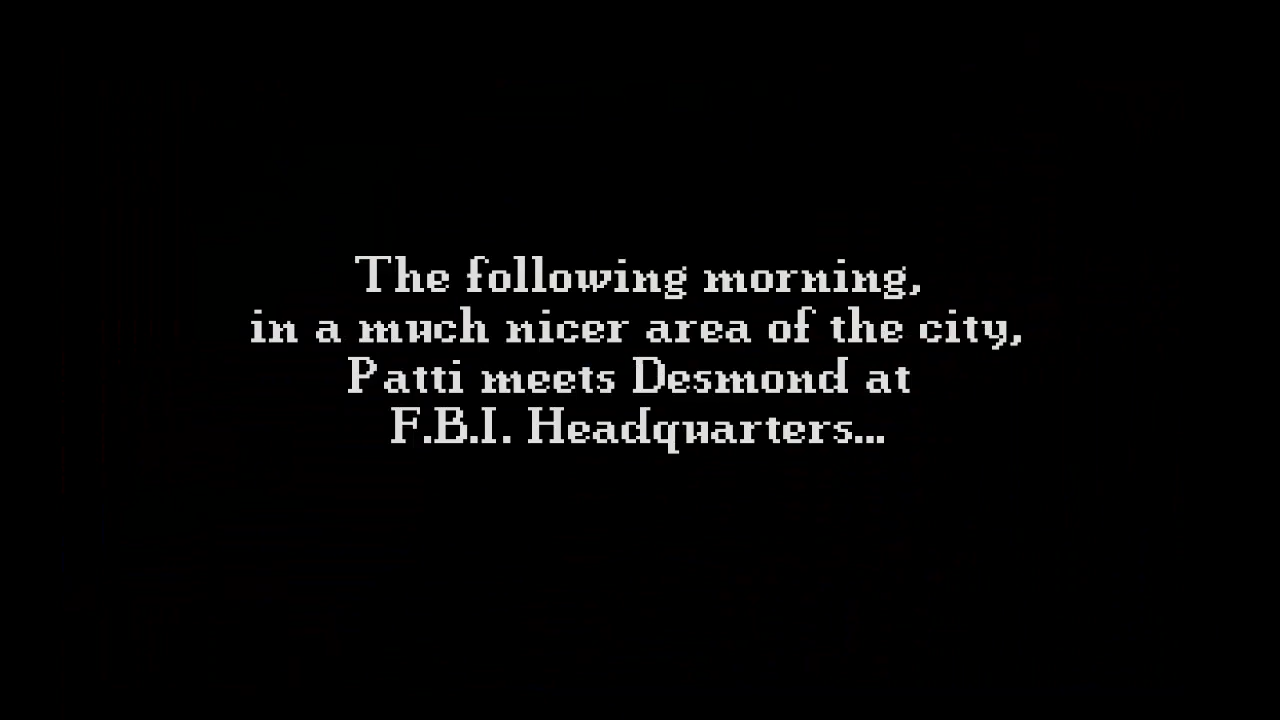 The following morning,
in a much nicer area of the city,
Patti meets Desmond at
F.B.I. Headquarters...